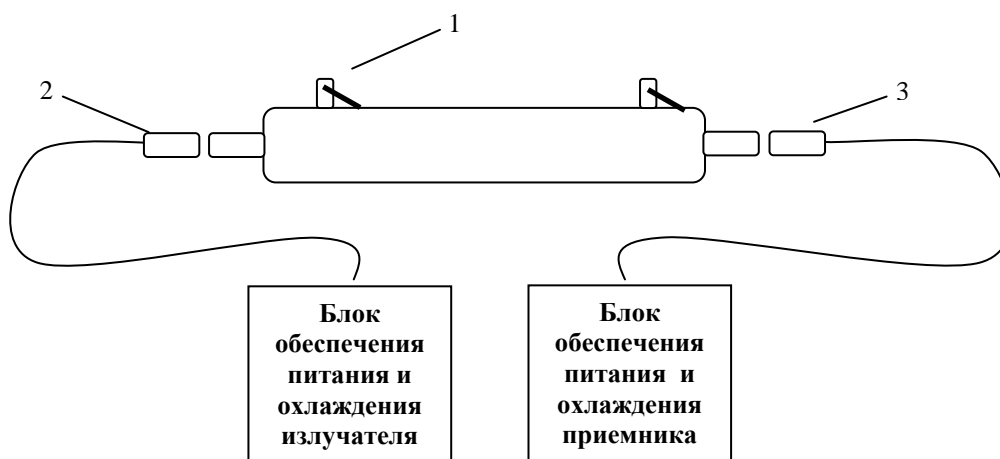 1
2
3
Блок
обеспечения
питания и
охлаждения
излучателя
Блок
обеспечения
питания и
охлаждения
приемника